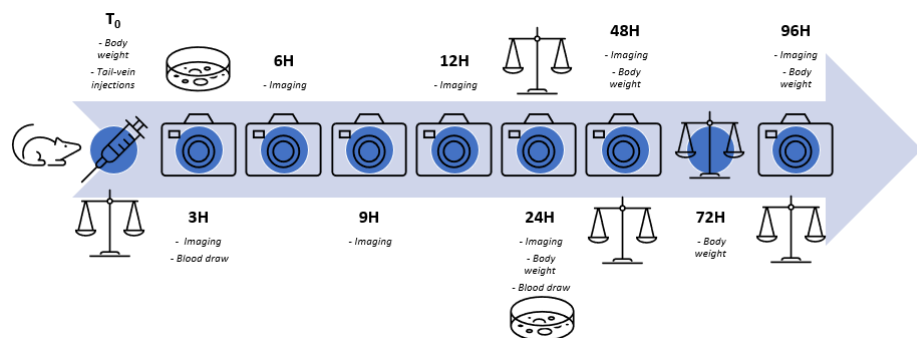 T0
- Body
weight
- Tail-vein
injections
3H
- Imaging
- Blood draw
6H
- Imaging
9H
- Imaging
12H
- Imaging
24H
- Imaging
- Body
weight
- Blood draw
48H
- Imaging
- Body
weight
72H
- Body
weight
96H
- Imaging
- Body
weight